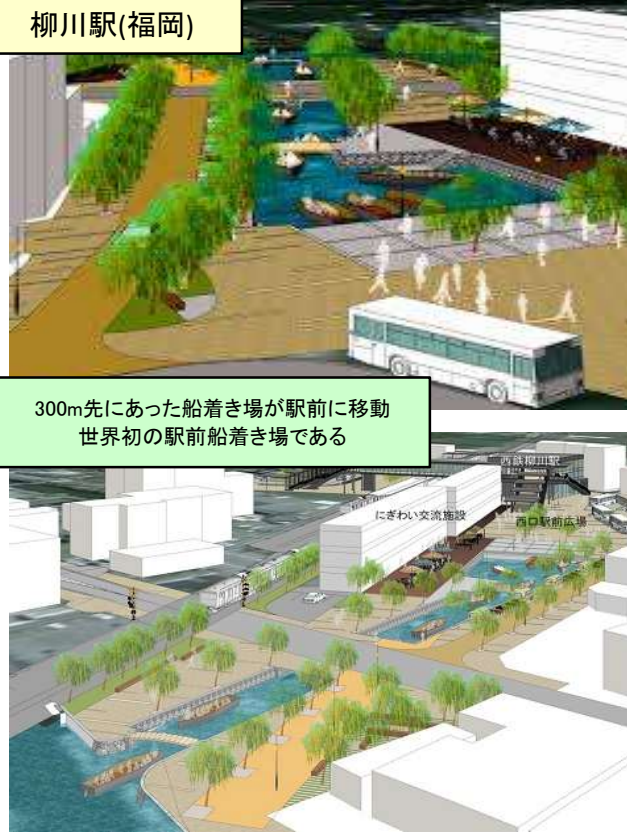 柳川駅(福岡)
300m先にあった船着き場が駅前に移動
世界初の駅前船着き場である
西鉄柳川駅
にぎわい交流施設
西口駅前広場